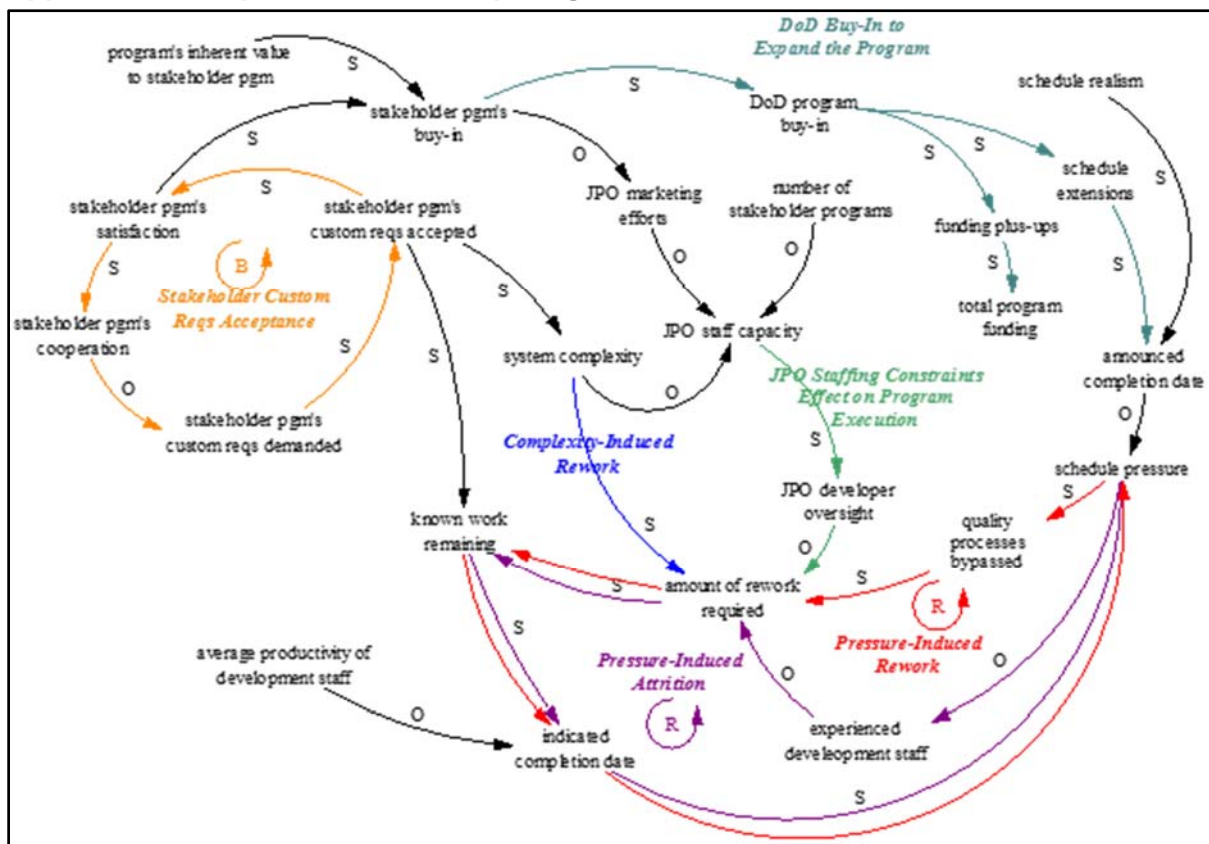 DoD Buy-In to
Expand the Program
program's inherent value
to stakeholder pgm
S
S
schedule realism
stakeholder pgm's
buy-in
DoD program
buy-in
S
O
S
S
S
S
schedule
extensions
stakeholder pgm's
satisfaction
stakeholder pgm's
custom reqs accepted
JPO marketing
efforts
number of
stakeholder programs
funding plus-ups
S
B
O
O
S
S
S
Stakeholder Custom
Reqs Acceptance
total program
funding
stakeholder pgm's
cooperation
S
S
system complexity
JPO staff capacity
announced
completion date
O
O
JPO Staffing Constraints
Effect on Program
Execution
O
stakeholder pgm's
custom reqs demanded
Complexity-Induced
Rework
S
schedule pressure
S
JPO developer
oversight
known work
remaining
S
O
quality
processes
bypassed
S
amount of rework
required
S
R
S
Pressure-Induced
Rework
average productivity of
development staff
Pressure-Induced
Attrition
O
O
O
R
indicated
completion date
experienced
develeopment staff
S